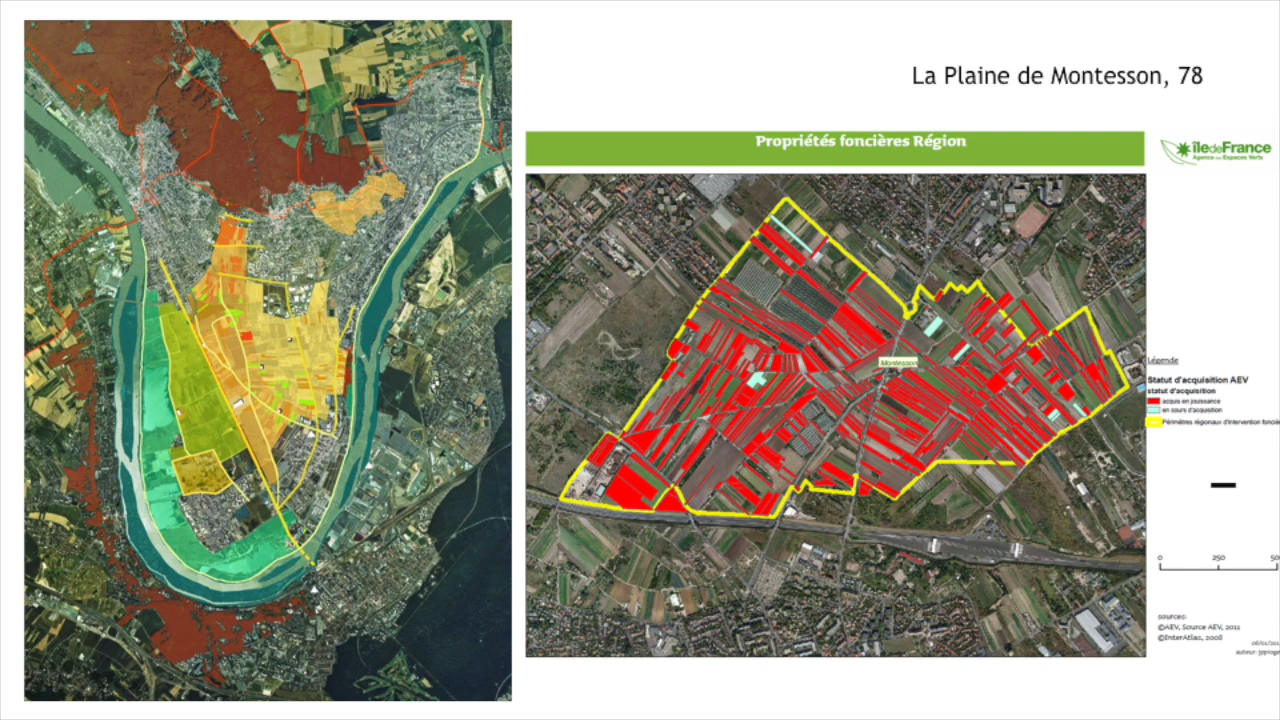 La Plaine de Montesson, 78
Propriétés foncières Région
îledeFrance
Agence des Espaces Verts
Montesson
Légende
Statut d'acquisition AEV
statut d'acquisition
acquis en jouissance
en cours d'acquisition
Périmètres régionaux d'intervention
0 250
sources:
©AEV, Source AEV, 2011
©InterAtlas, 2008
auteur: